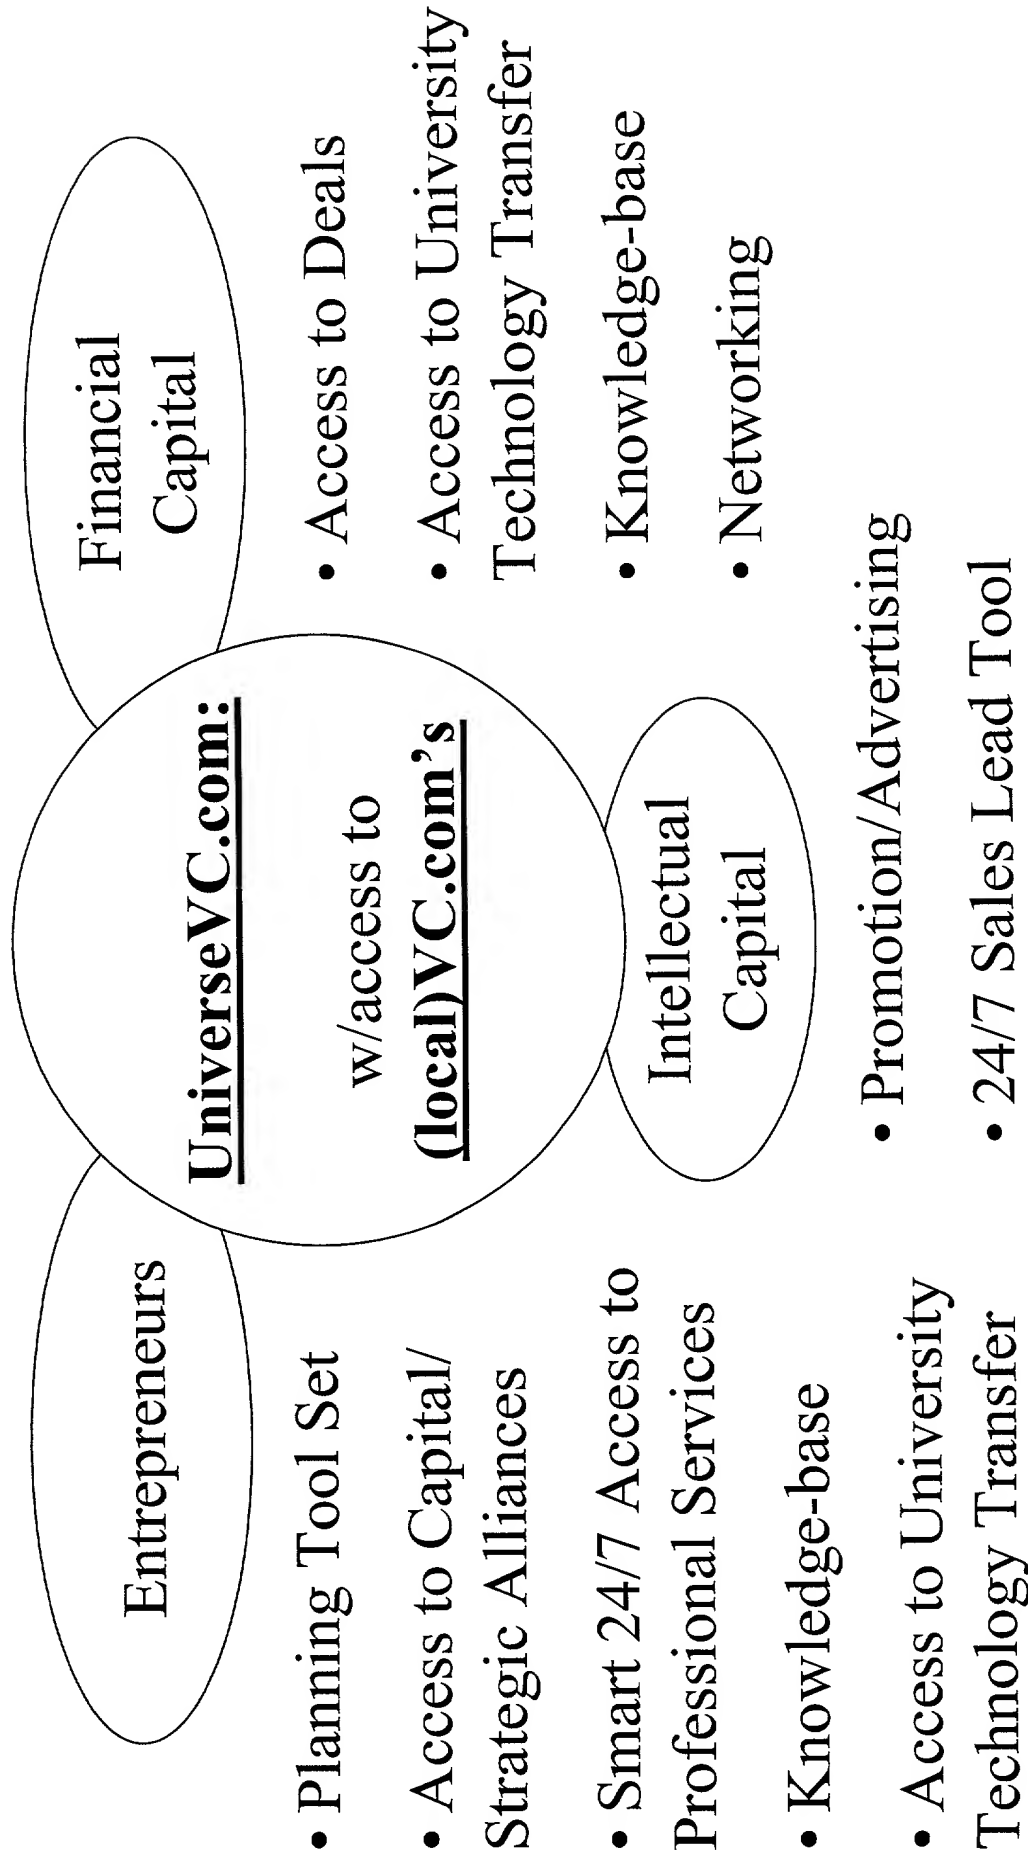 Entrepreneurs
• Planning Tool Set
• Access to Capital/
Strategic Alliances
• Smart 24/7 Access to
Professional Services
• Knowledge-base
• Access to University
Technology Transfer
UniverseVC.com:
w/access to
(local)VC.com's
Intellectual
Capital
• Promotion/Advertising
• 24/7 Sales Lead Tool
Financial
Capital
• Access to Deals
• Access to University
Technology Transfer
• Knowledge-base
• Networking